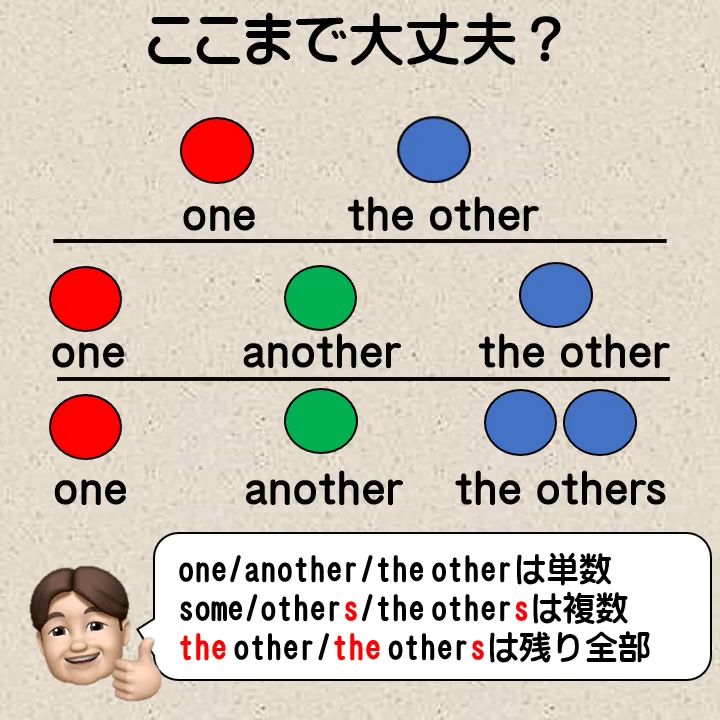 ここまで大丈夫？
one the other
one another the other
one another the others
one/another/the otherは単数
some/others/the othersは複数
the other/the othersは残り全部